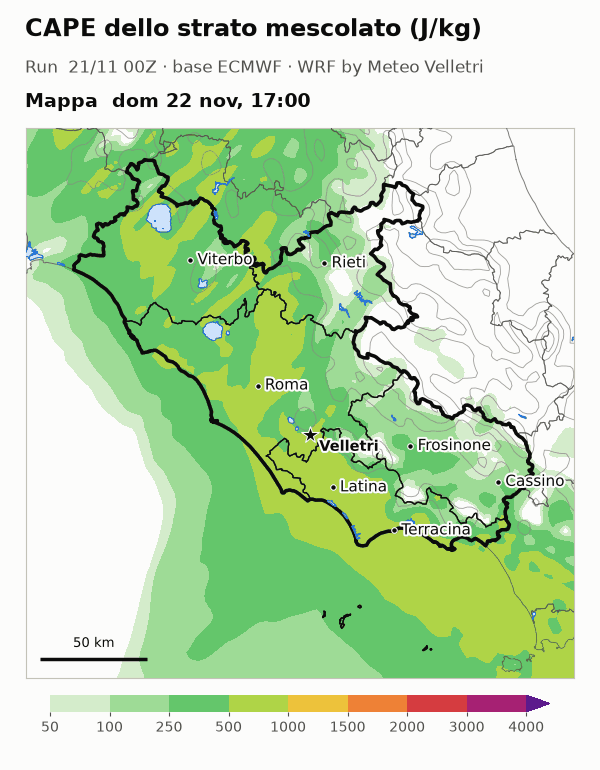 CAPE dello strato mescolato (J/kg)
Run  21/11 00Z · base ECMWF · WRF by Meteo Velletri
Mappa  dom 22 nov, 17:00
Viterbo
Rieti
Roma
Velletri
Frosinone
Latina
Cassino
Terracina
50 km
50 100 250 500 1000 1500 2000 3000 4000